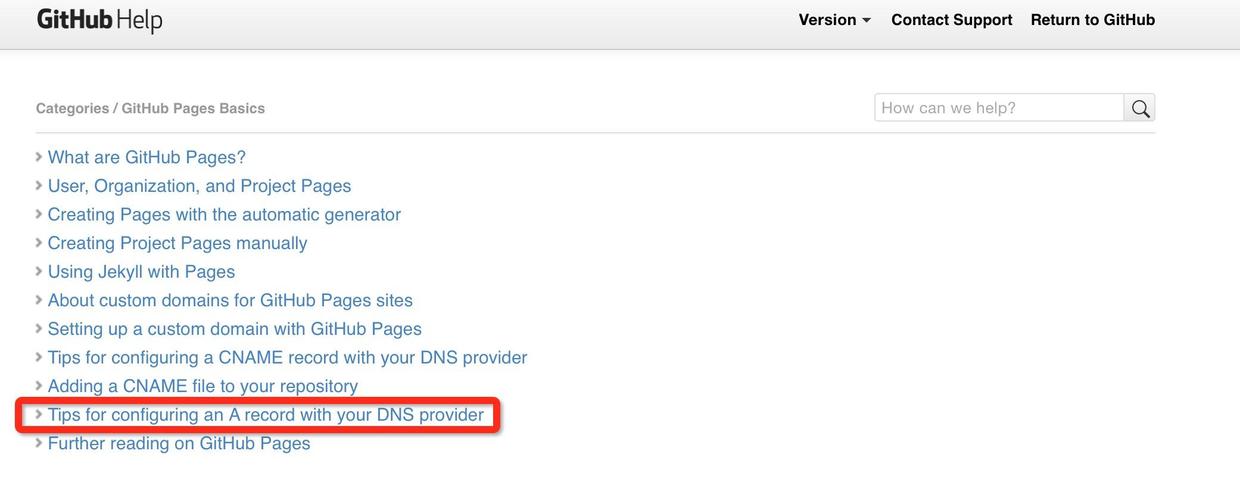 GitHub Help
Version Contact Support Return to GitHub
Categories / GitHub Pages Basics
How can we help?
What are GitHub Pages?
User, Organization, and Project Pages
Creating Pages with the automatic generator
Creating Project Pages manually
Using Jekyll with Pages
About custom domains for GitHub Pages sites
Setting up a custom domain with GitHub Pages
Tips for configuring a CNAME record with your DNS provider
Adding a CNAME file to your repository
Tips for configuring an A record with your DNS provider
Further reading on GitHub Pages